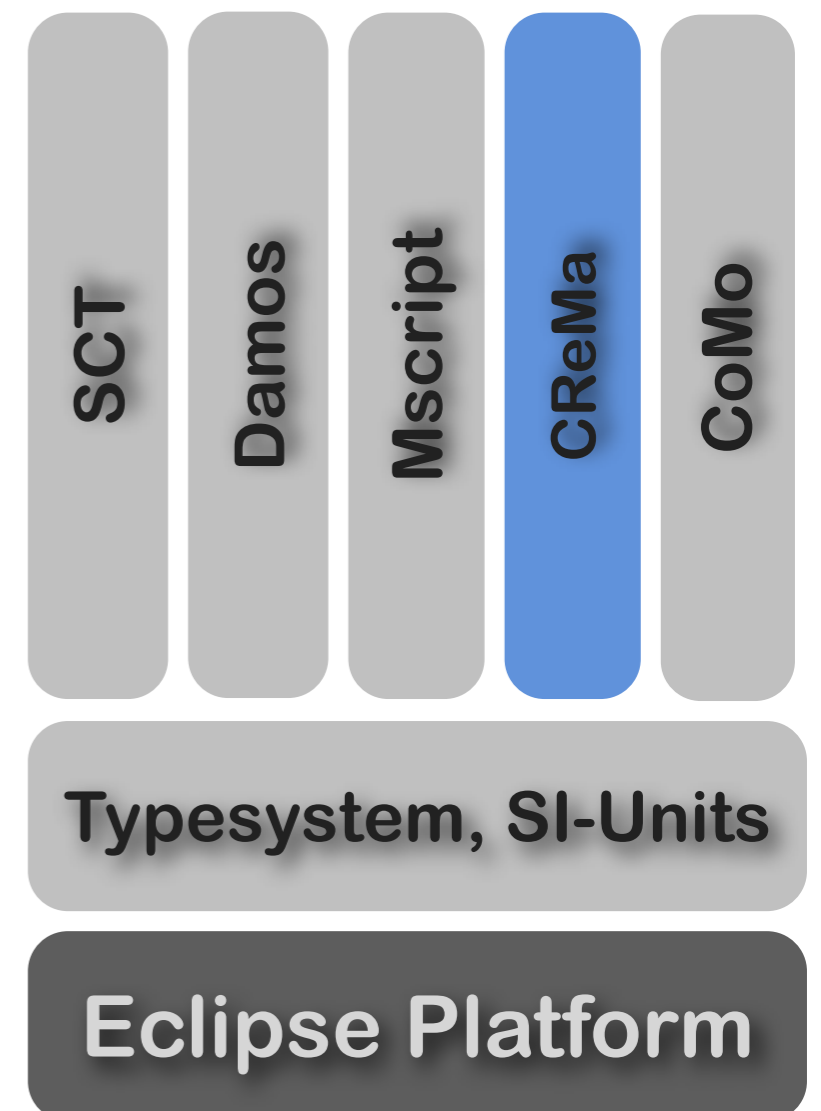 SCT
Damos
Mscript
CReMa
CoMo
Typesystem, SI-Units
Eclipse Platform